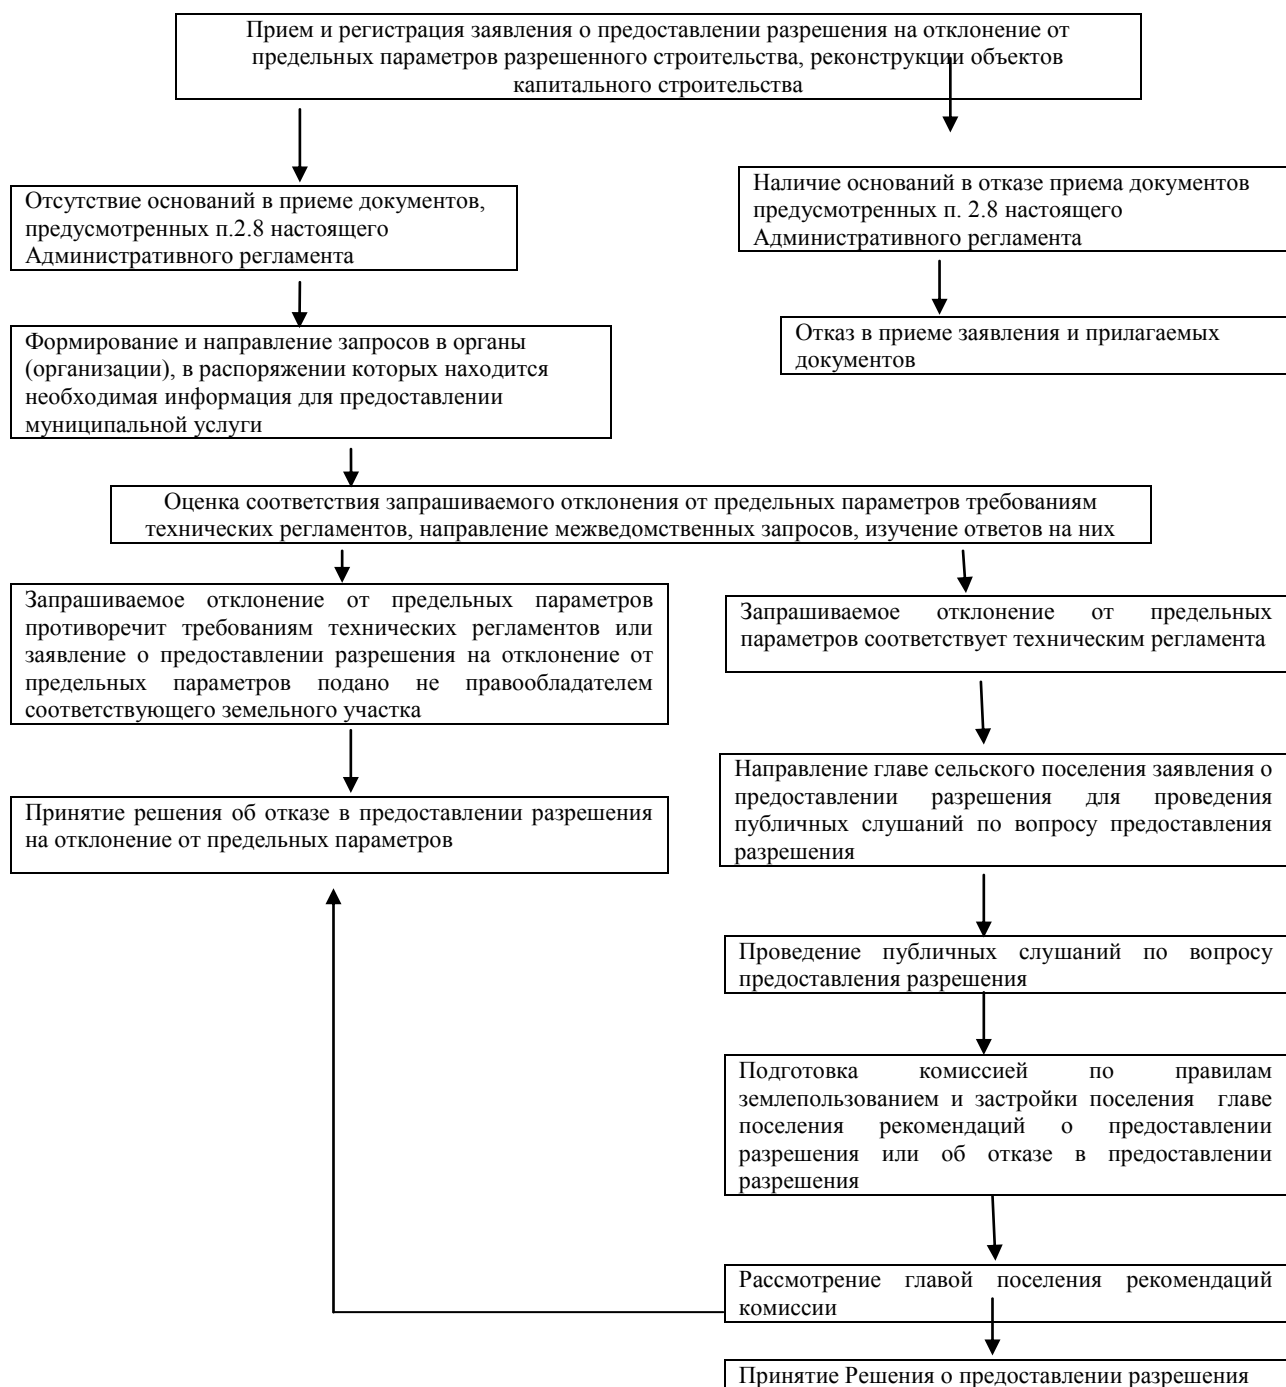 Прием и регистрация заявления о предоставлении разрешения на отклонение от
предельных параметров разрешенного строительства, реконструкции объектов
капитального строительства
Отсутствие оснований в приеме документов,
предусмотренных п.2.8 настоящего
Административного регламента
Наличие оснований в отказе приема документов
предусмотренных п. 2.8 настоящего
Административного регламента
Формирование и направление запросов в органы
(организации), в распоряжении которых находится
необходимая информация для предоставлении
муниципальной услуги
Отказ в приеме заявления и прилагаемых
документов
Оценка соответствия запрашиваемого отклонения от предельных параметров требованиям
технических регламентов, направление межведомственных запросов, изучение ответов на них
Запрашиваемое отклонение от предельных параметров
противоречит требованиям технических регламентов или
заявление о предоставлении разрешения на отклонение от
предельных параметров подано не правообладателем
соответствующего земельного участка
Запрашиваемое отклонение от предельных
параметров соответствует техническим регламента
Принятие решения об отказе в предоставлении разрешения
на отклонение от предельных параметров
Направление главе сельского поселения заявления о
предоставлении разрешения для проведения
публичных слушаний по вопросу предоставления
разрешения
Проведение публичных слушаний по вопросу
предоставления разрешения
Подготовка комиссией по правилам
землепользованием и застройки поселения главе
поселения рекомендаций о предоставлении
разрешения или об отказе в предоставлении
разрешения
Рассмотрение главой поселения рекомендаций
комиссии
Принятие Решения о предоставлении разрешения